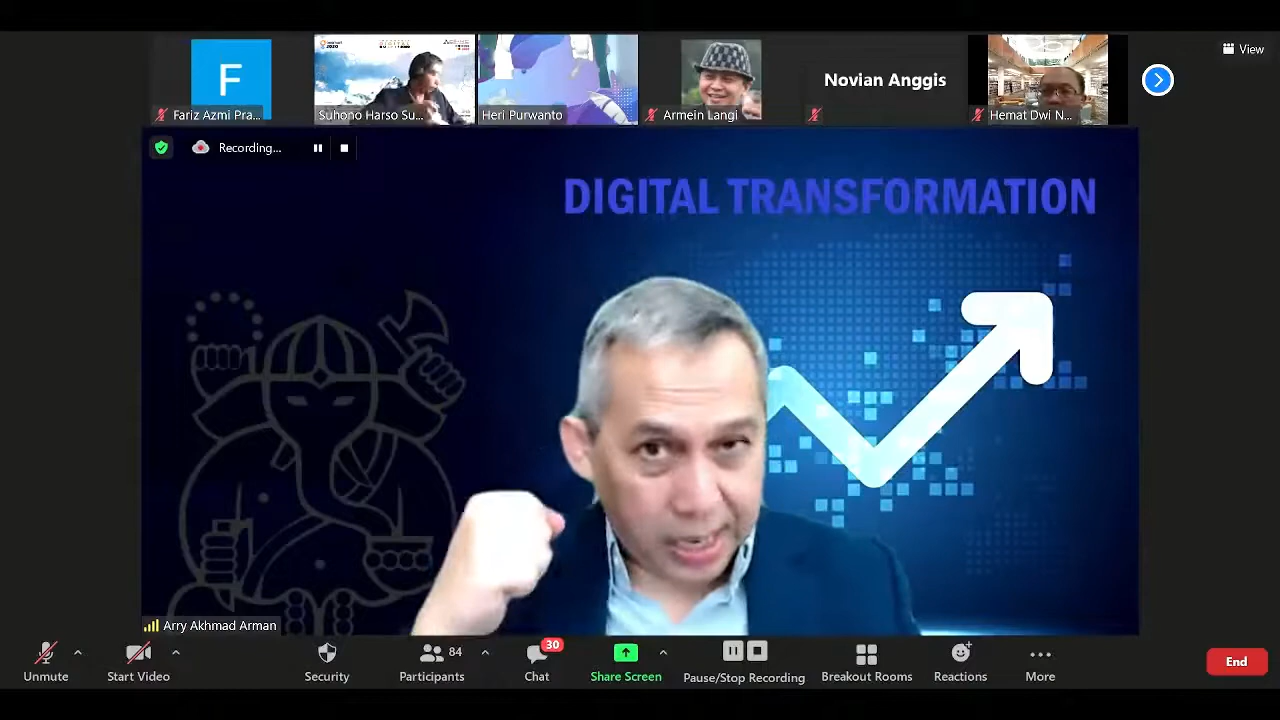 F
Fariz Azmi Pra...
Suhono Harso Su...
Heri Purwanto
Armein Langi
Novian Anggis
Hemat Dwi N...
View
Recording...
DIGITAL TRANSFORMATION
Arry Akhmad Arman
Unmute
Start Video
Security
84
Participants
30
Chat
Share Screen
Pause/Stop Recording
Breakout Rooms
Reactions
More
End